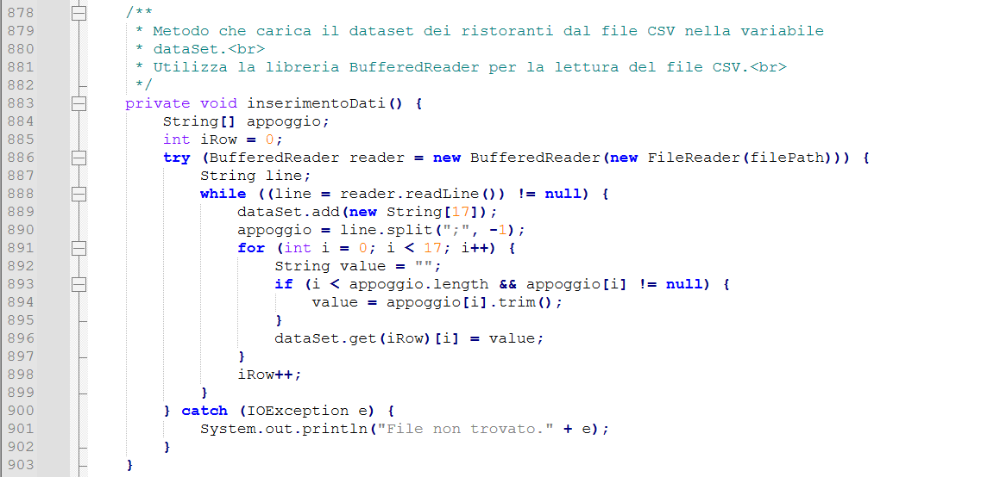 878 /**
879 * Metodo che carica il dataset dei ristoranti dal file CSV nella variabile
880 * dataSet.<br>
881 * Utilizza la libreria BufferedReader per la lettura del file CSV.<br>
882 */
883 private void inserimentoDati() {
884 String[] appoggio;
885 int iRow = 0;
886 try (BufferedReader reader = new BufferedReader(new FileReader(filePath))) {
887 String line;
888 while ((line = reader.readLine()) != null) {
889 dataSet.add(new String[17]);
890 appoggio = line.split(";", -1);
891 for (int i = 0; i < 17; i++) {
892 String value = "";
893 if (i < appoggio.length && appoggio[i] != null) {
894 value = appoggio[i].trim();
895 }
896 dataSet.get(iRow)[i] = value;
897 }
898 iRow++;
899 }
900 } catch (IOException e) {
901 System.out.println("File non trovato." + e);
902 }
903 }